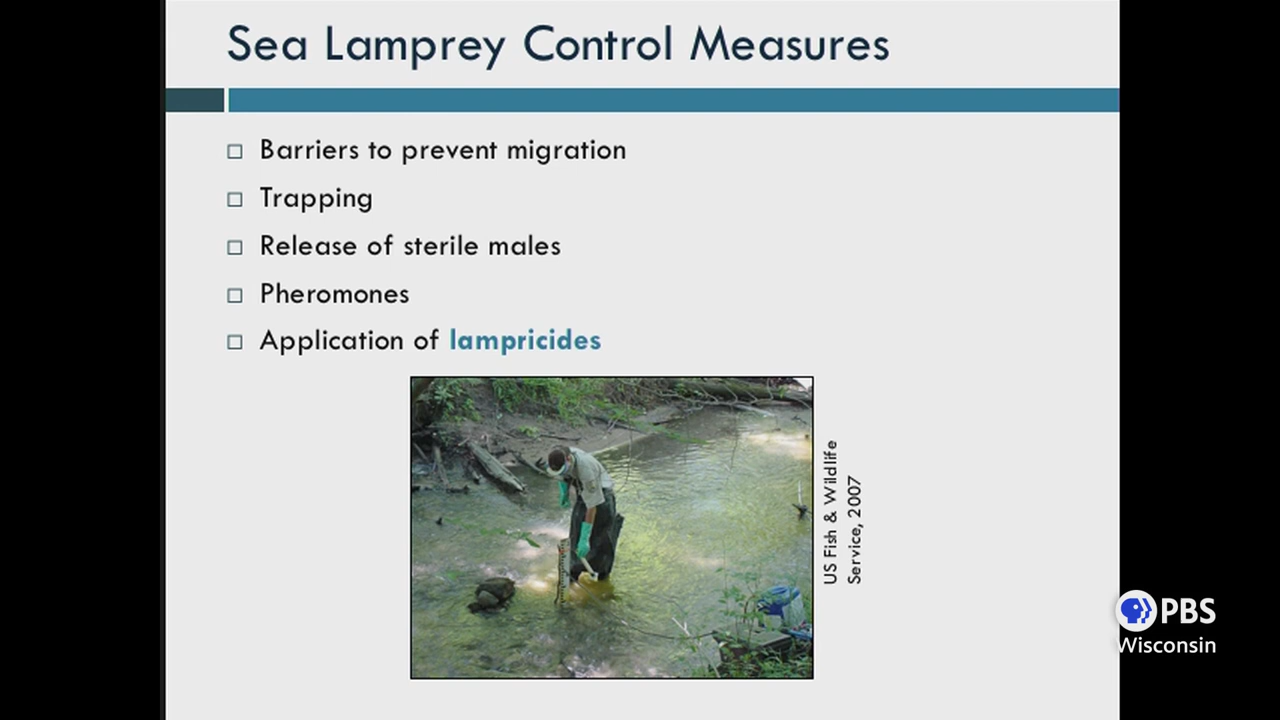 Sea Lamprey Control Measures
Barriers to prevent migration
Trapping
Release of sterile males
Pheromones
Application of lampricides
US Fish & Wildlife
Service, 2007
PBS
Wisconsin